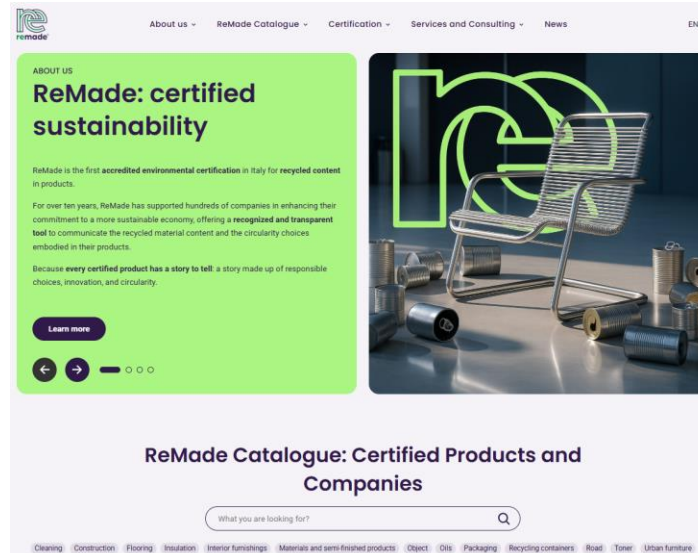 remade
About us
ReMade Catalogue
Certification
Services and Consulting
News
EN
ABOUT US
ReMade: certified
sustainability
ReMade is the first accredited environmental certification in Italy for recycled content
in products.
For over ten years, ReMade has supported hundreds of companies in enhancing their
commitment to a more sustainable economy, offering a recognized and transparent
tool to communicate the recycled material content and the circularity choices
embodied in their products.
Because every certified product has a story to tell: a story made up of responsible
choices, innovation, and circularity.
Learn more
re
ReMade Catalogue: Certified Products and
Companies
What you are looking for?
Cleaning Construction Flooring Insulation Interior furnishings Materials and semi-finished products Object Oils Packaging Recycling containers Road Toner Urban furniture